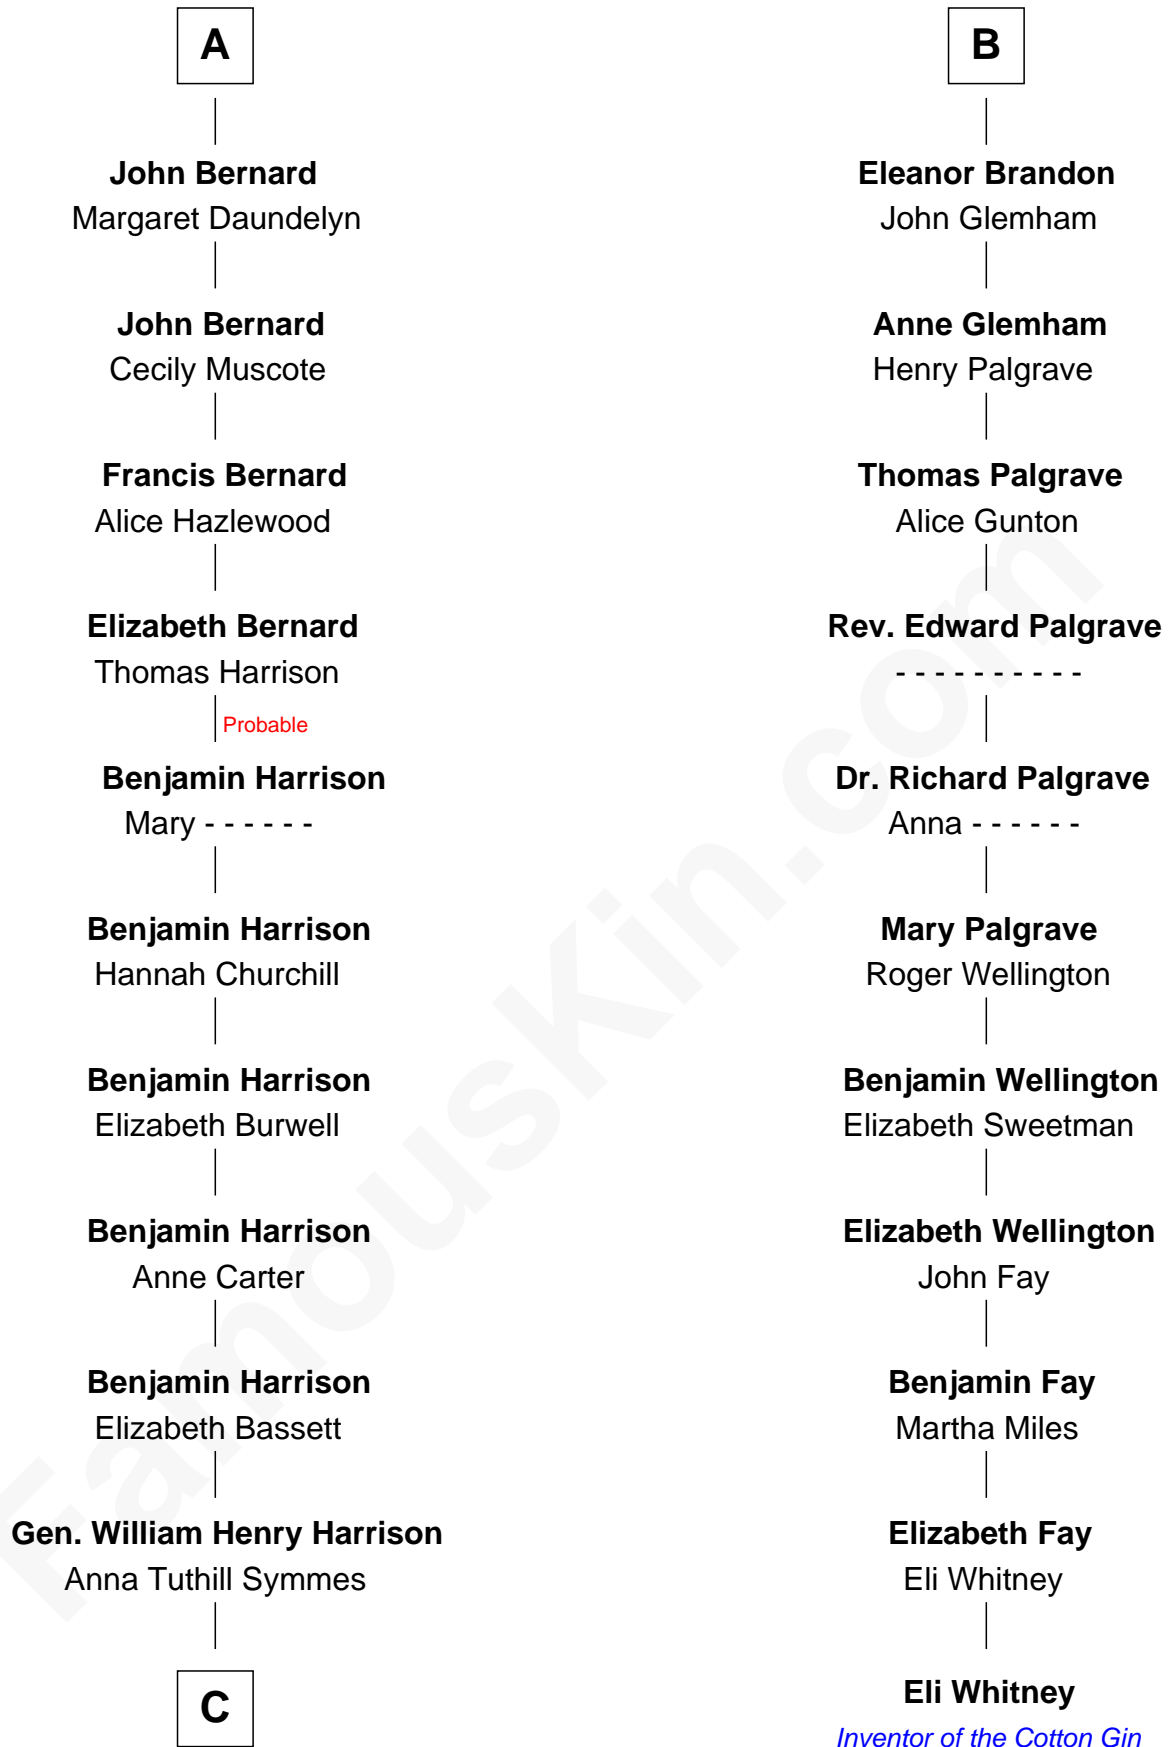 A
John Bernard
Margaret Daundelyn
John Bernard
Cecily Muscote
Francis Bernard
Alice Hazlewood
Elizabeth Bernard
Thomas Harrison
Probable
Benjamin Harrison
Mary - - - - - -
Benjamin Harrison
Hannah Churchill
Benjamin Harrison
Elizabeth Burwell
Benjamin Harrison
Anne Carter
Benjamin Harrison
Elizabeth Bassett
Gen. William Henry Harrison
Anna Tuthill Symmes
C
B
Eleanor Brandon
John Glemham
Anne Glemham
Henry Palgrave
Thomas Palgrave
Alice Gunton
Rev. Edward Palgrave
- - - - - - - - - -
Dr. Richard Palgrave
Anna - - - - - -
Mary Palgrave
Roger Wellington
Benjamin Wellington
Elizabeth Sweetman
Elizabeth Wellington
John Fay
Benjamin Fay
Martha Miles
Elizabeth Fay
Eli Whitney
Eli Whitney
Inventor of the Cotton Gin
FamousKin.com